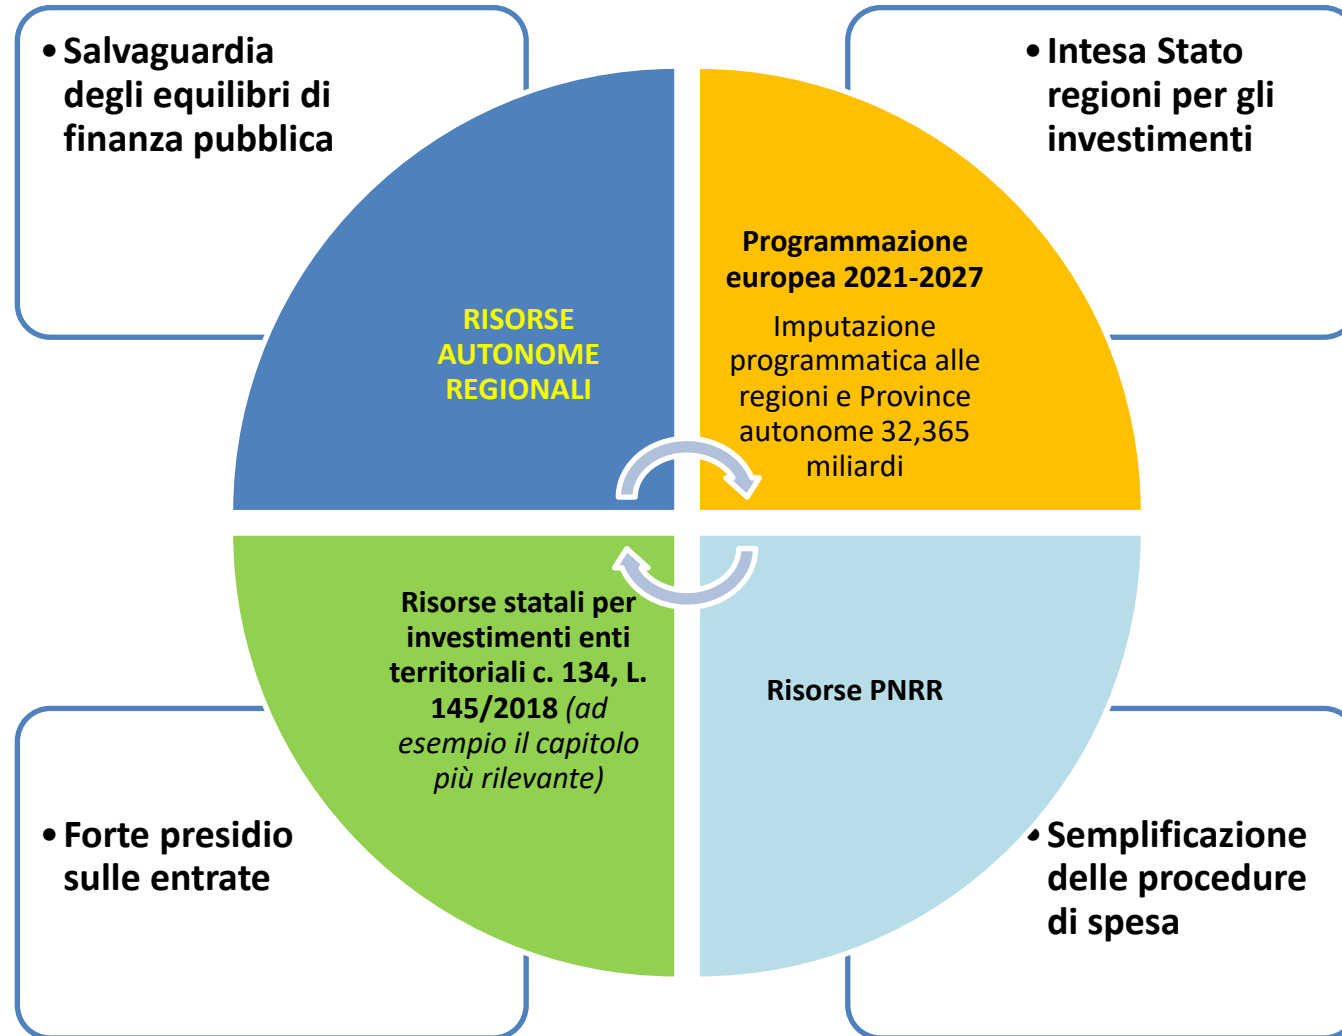 • Salvaguardia
degli equilibri di
finanza pubblica
• Intesa Stato
regioni per gli
investimenti
RISORSE
AUTONOME
REGIONALI
Programmazione
europea 2021-2027
Imputazione
programmatica alle
regioni e Province
autonome 32,365
miliardi
Risorse statali per
investimenti enti
territoriali c. 134, L.
145/2018 (ad
esempio il capitolo
più rilevante)
Risorse PNRR
• Forte presidio
sulle entrate
• Semplificazione
delle procedure
di spesa